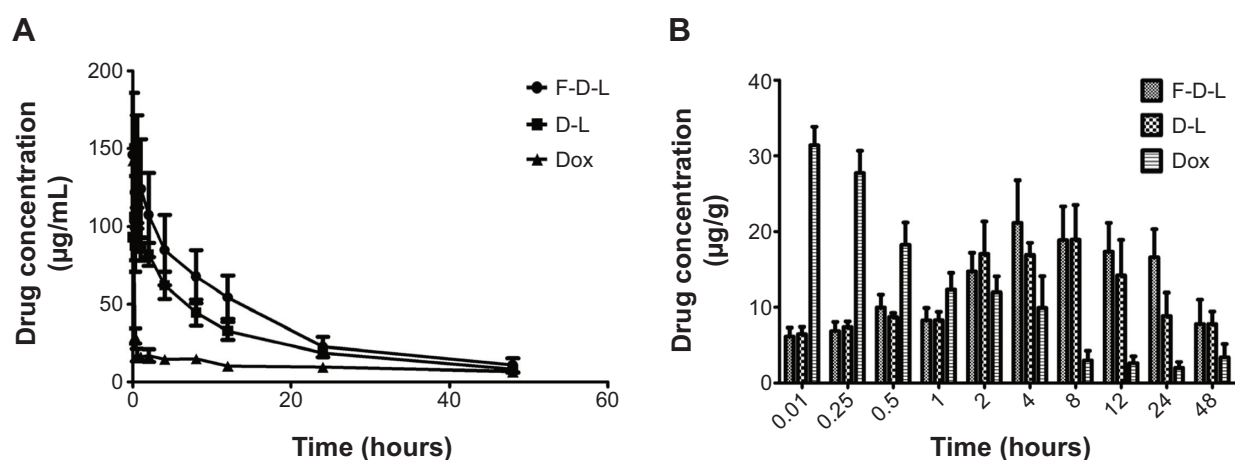 A
Drug concentration
(µg/mL)
200
150
100
50
0
0
20
40
60
Time (hours)
F-D-L
D-L
Dox
B
Drug concentration
(µg/g)
40
30
20
10
0
0.01
0.25
0.5
1
2
4
8
12
24
48
Time (hours)
F-D-L
D-L
Dox